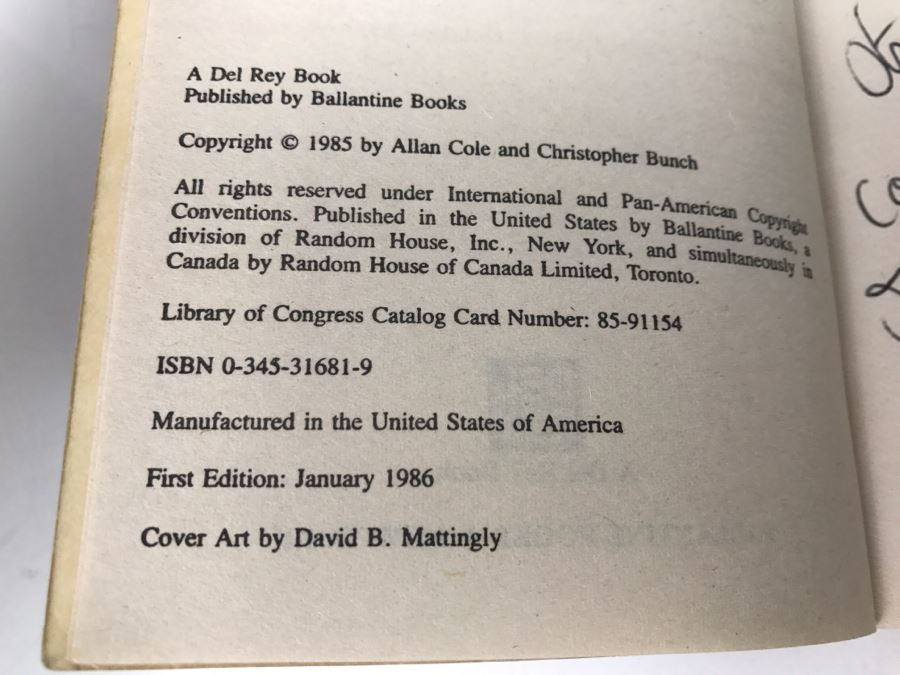 A Del Rey Book
Published by Ballantine Books
Copyright © 1985 by Allan Cole and Christopher Bunch
All rights reserved under International and Pan-American Copyright
Conventions. Published in the United States by Ballantine Books, a
division of Random House, Inc., New York, and simultaneously in
Canada by Random House of Canada Limited, Toronto.
Library of Congress Catalog Card Number: 85-91154
ISBN 0-345-31681-9
Manufactured in the United States of America
First Edition: January 1986
Cover Art by David B. Mattingly